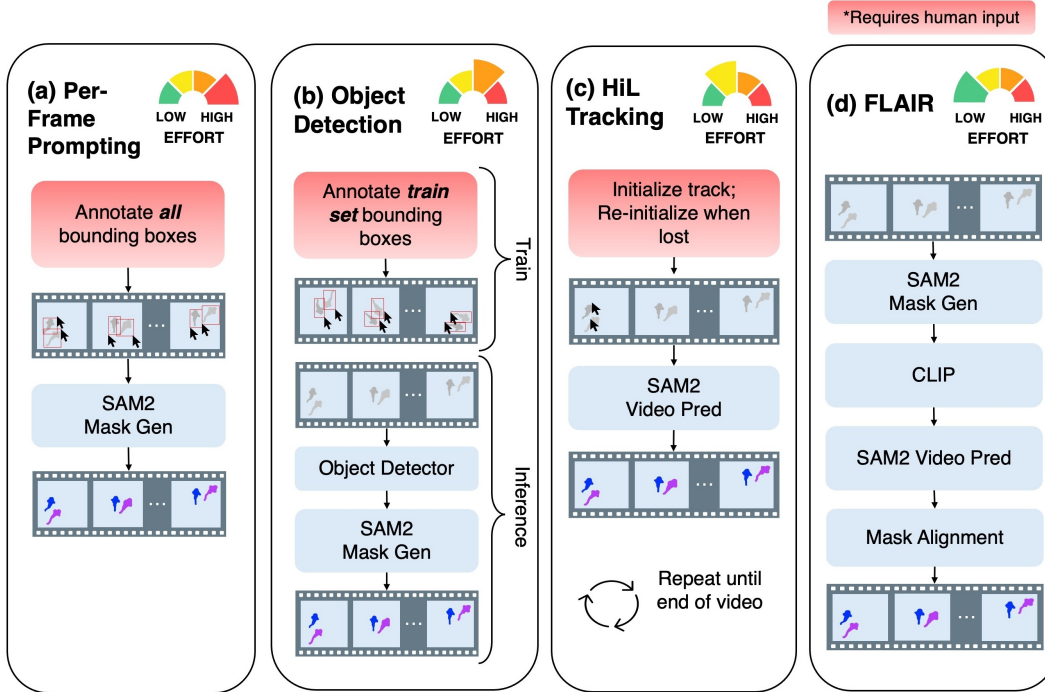 *Requires human input
(a) Per-
Frame
Prompting
LOW HIGH
EFFORT
Annotate all
bounding boxes
...
SAM2
Mask Gen
...
(b) Object
Detection
LOW HIGH
EFFORT
Annotate train
set bounding
boxes
...
Train
...
Object Detector
SAM2
Mask Gen
...
Inference
(c) HiL
Tracking
LOW HIGH
EFFORT
Initialize track;
Re-initialize when
lost
...
SAM2
Video Pred
...
Repeat until
end of video
(d) FLAIR
LOW HIGH
EFFORT
...
SAM2
Mask Gen
CLIP
SAM2 Video Pred
Mask Alignment
...